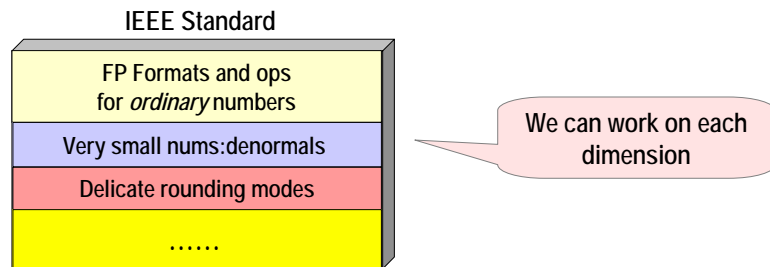 IEEE Standard
FP Formats and ops
for ordinary numbers
Very small nums:denormals
Delicate rounding modes
……
We can work on each
dimension